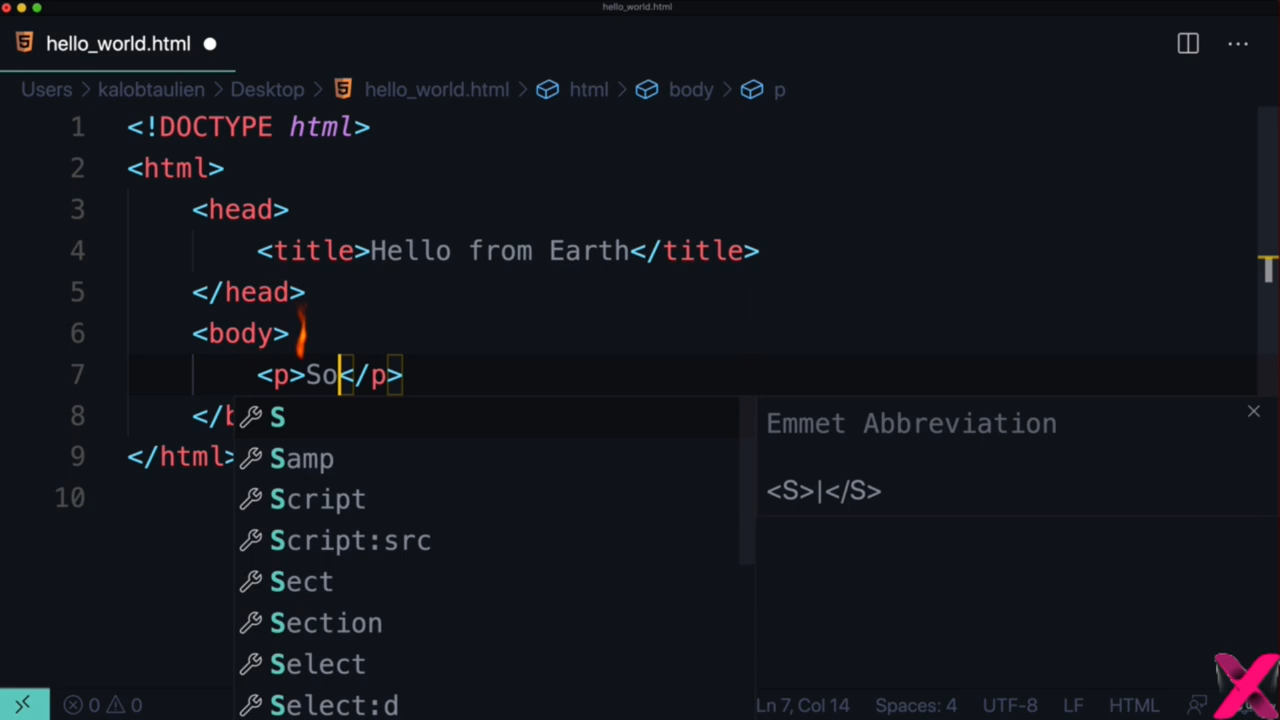 hello_world.html
hello_world.html
Users > kalobtaulien > Desktop > hello_world.html > html > body > p
1 <!DOCTYPE html>
2 <html>
3 <head>
4 <title>Hello from Earth</title>
5 </head>
6 <body>
7 <p>So</p>
8 </b
9 </html>
10
S
Samp
Script
Script:src
Sect
Section
Select
Select:d
Emmet Abbreviation
<S>|</S>
0 0 Ln 7, Col 14 Spaces: 4 UTF-8 LF HTML